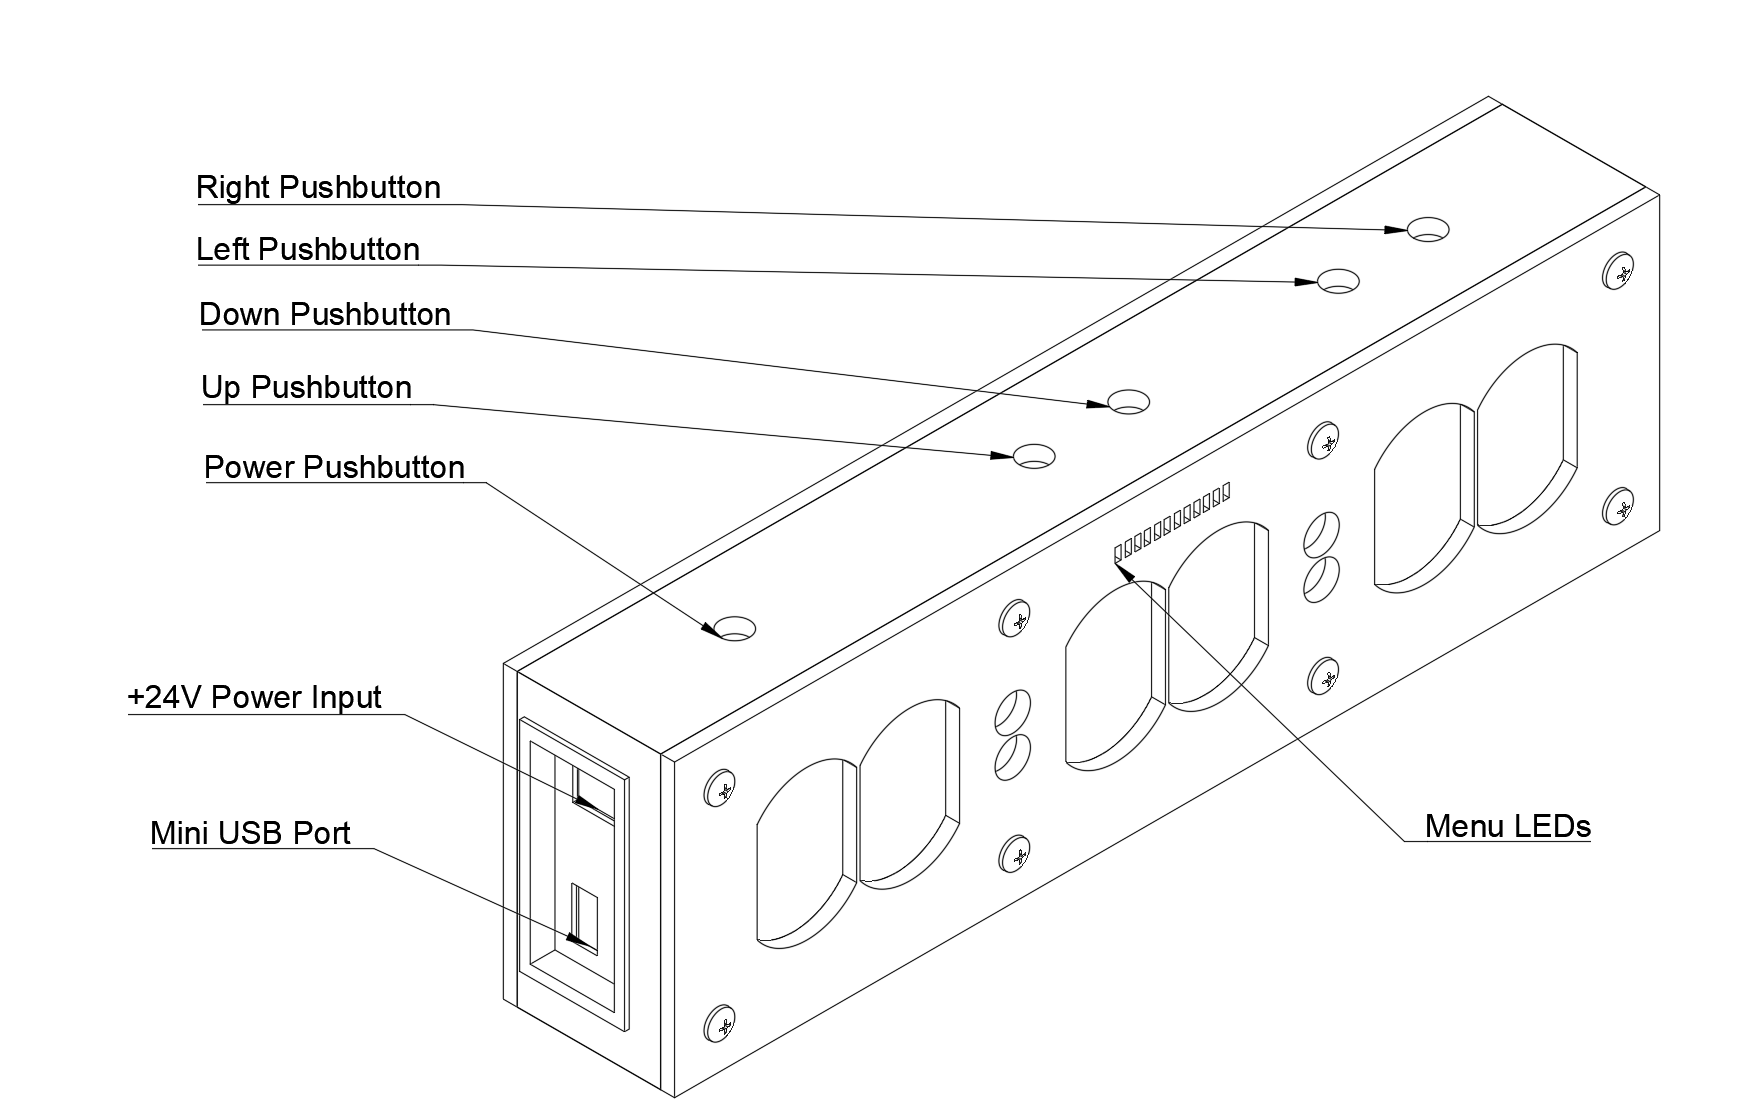 Right Pushbutton
Left Pushbutton
Down Pushbutton
Up Pushbutton
Power Pushbutton
+24V Power Input
Mini USB Port
Menu LEDs